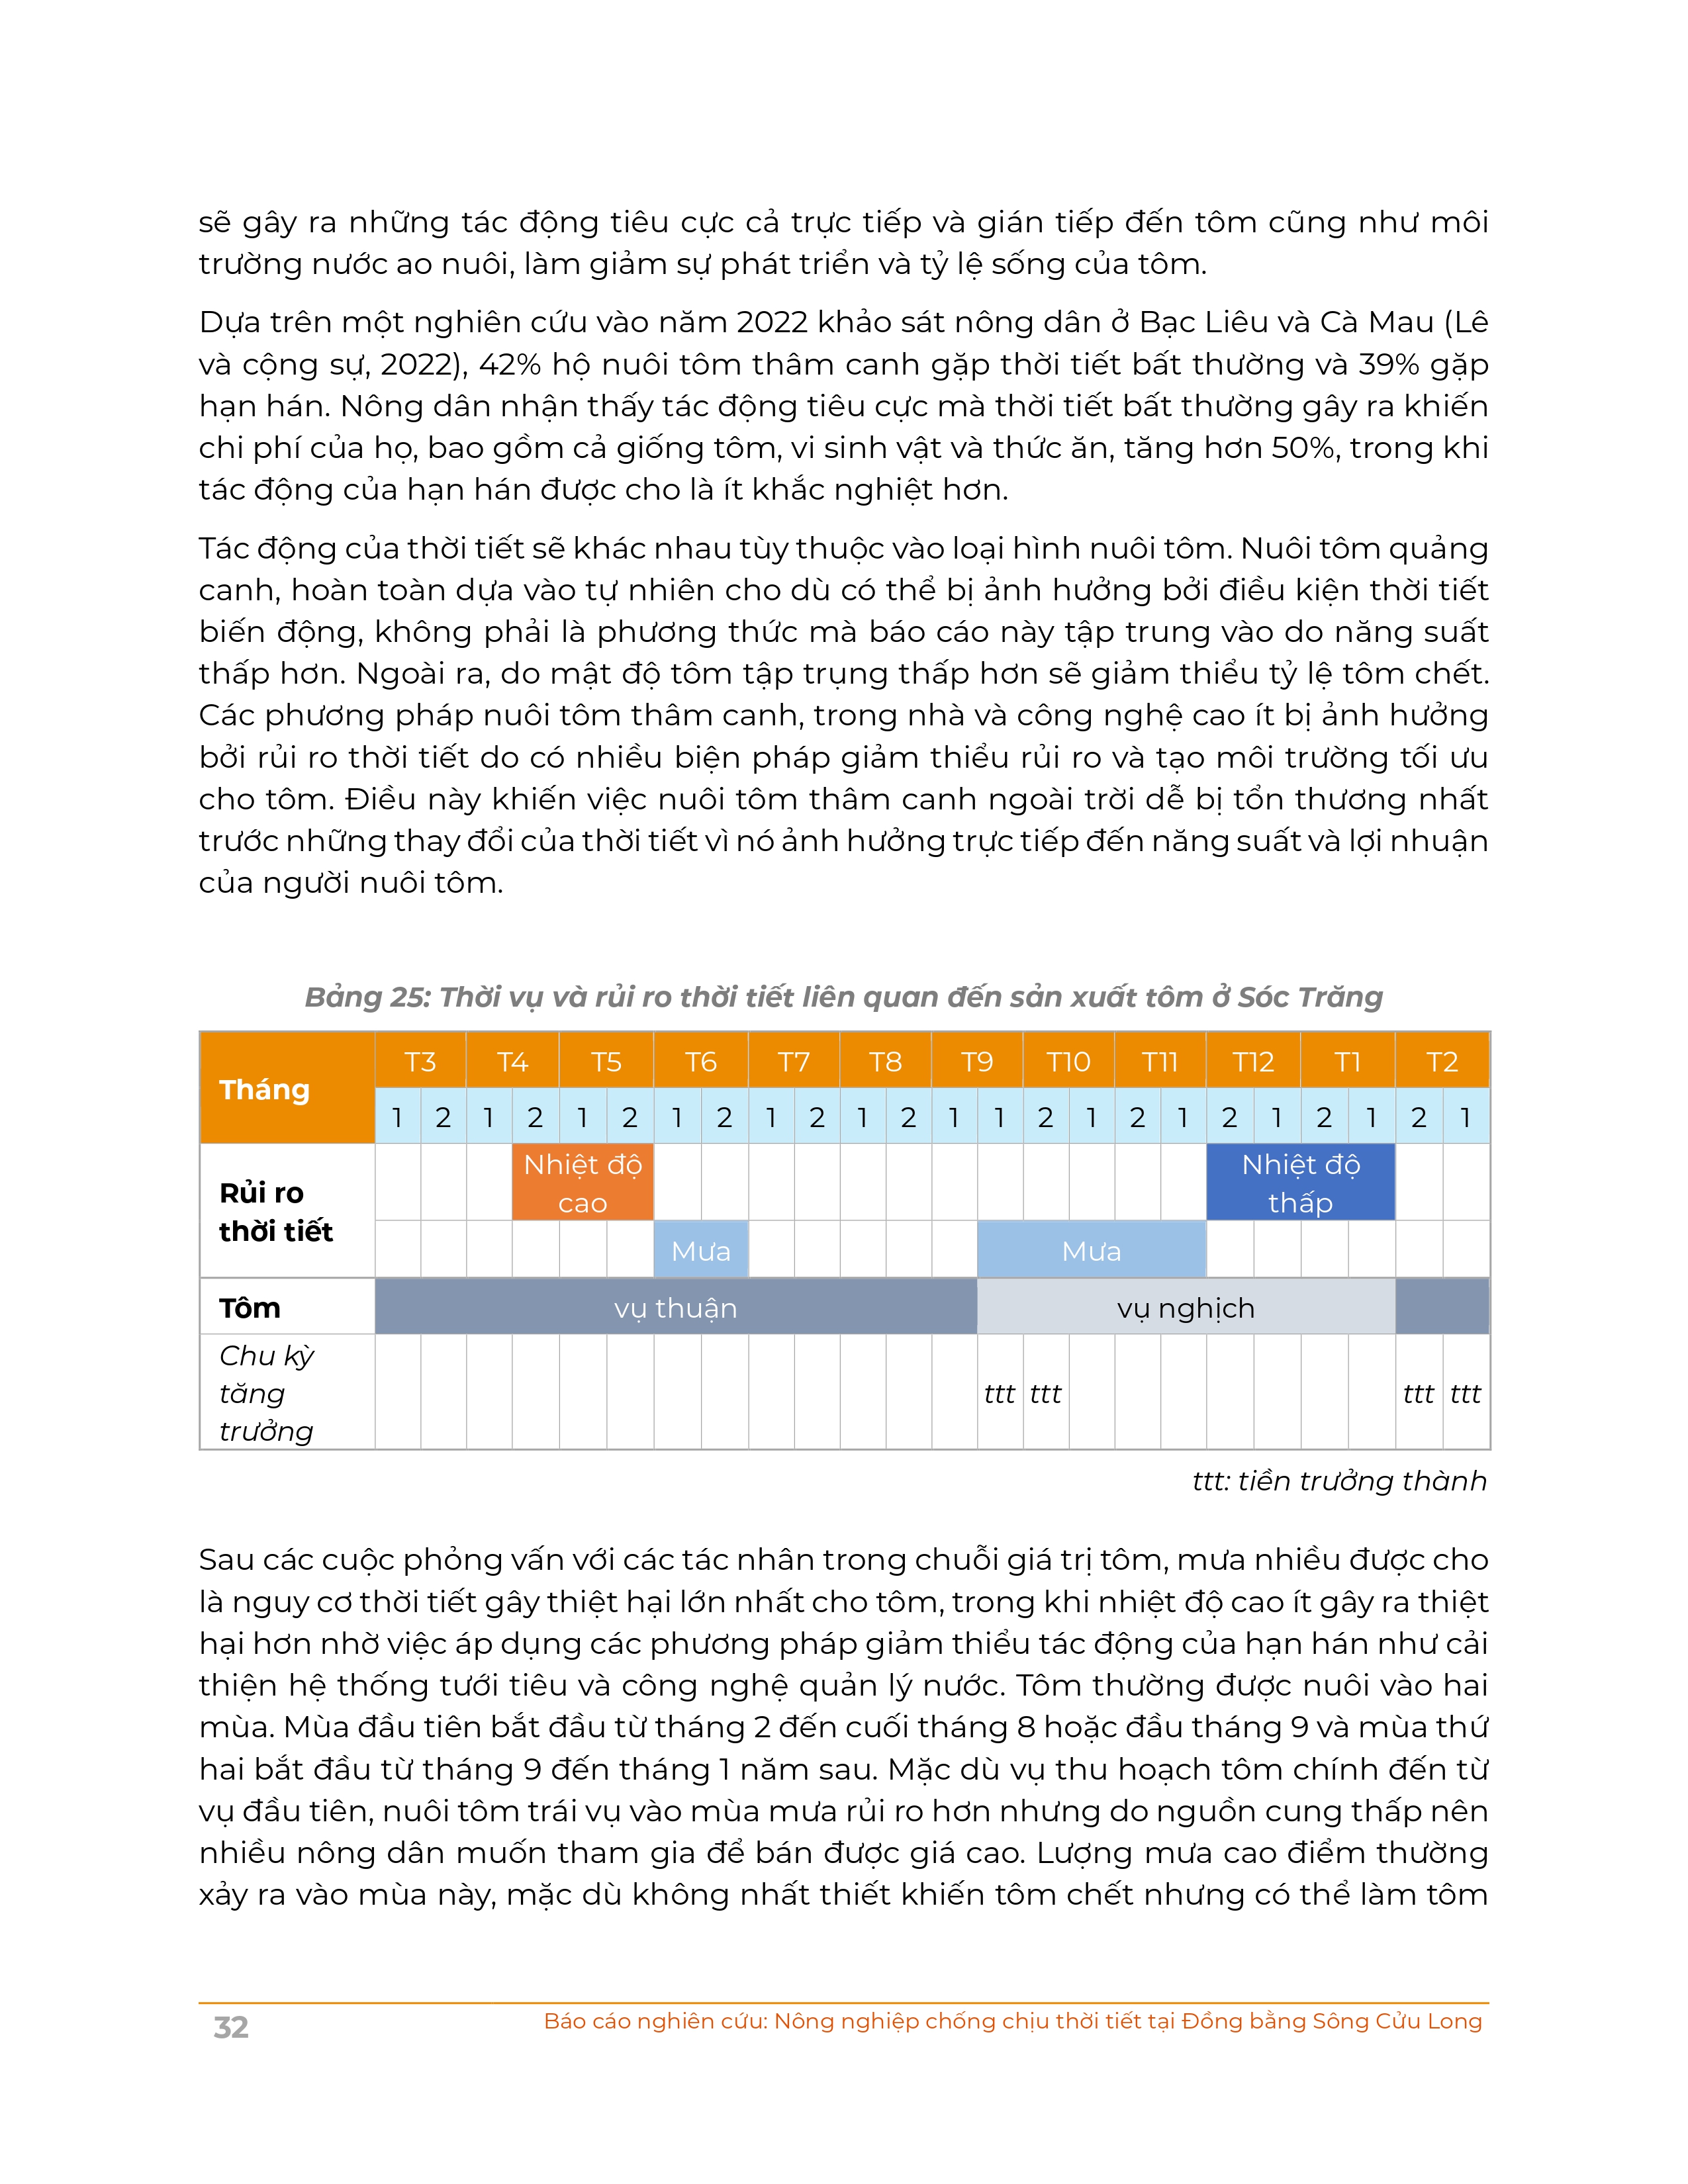 sẽ gây ra những tác động tiêu cực cả trực tiếp và gián tiếp đến tôm cũng như môi
trường nước ao nuôi, làm giảm sự phát triển và tỷ lệ sống của tôm.
Dựa trên một nghiên cứu vào năm 2022 khảo sát nông dân ở Bạc Liêu và Cà Mau (Lê
và cộng sự, 2022), 42% hộ nuôi tôm thâm canh gặp thời tiết bất thường và 39% gặp
hạn hán. Nông dân nhận thấy tác động tiêu cực mà thời tiết bất thường gây ra khiến
chi phí của họ, bao gồm cả giống tôm, vi sinh vật và thức ăn, tăng hơn 50%, trong khi
tác động của hạn hán được cho là ít khắc nghiệt hơn.
Tác động của thời tiết sẽ khác nhau tùy thuộc vào loại hình nuôi tôm. Nuôi tôm quảng
canh, hoàn toàn dựa vào tự nhiên cho dù có thể bị ảnh hưởng bởi điều kiện thời tiết
biến động, không phải là phương thức mà báo cáo này tập trung vào do năng suất
thấp hơn. Ngoài ra, do mật độ tôm tập trụng thấp hơn sẽ giảm thiểu tỷ lệ tôm chết.
Các phương pháp nuôi tôm thâm canh, trong nhà và công nghệ cao ít bị ảnh hưởng
bởi rủi ro thời tiết do có nhiều biện pháp giảm thiểu rủi ro và tạo môi trường tối ưu
cho tôm. Điều này khiến việc nuôi tôm thâm canh ngoài trời dễ bị tổn thương nhất
trước những thay đổi của thời tiết vì nó ảnh hưởng trực tiếp đến năng suất và lợi nhuận
của người nuôi tôm.
Bảng 25: Thời vụ và rủi ro thời tiết liên quan đến sản xuất tôm ở Sóc Trăng
Tháng T3 T4 T5 T6 T7 T8 T9 T10 T11 T12 T1 T2
1 2 1 2 1 2 1 2 1 2 1 2 1 1 2 1 2 1 2 1 2 1 2 1
Rủi ro
thời tiết
Nhiệt độ
cao
Nhiệt độ
thấp
Mưa Mưa
Tôm vụ thuận vụ nghịch
Chu kỳ
tăng
trưởng
ttt ttt ttt ttt
ttt: tiền trưởng thành
Sau các cuộc phỏng vấn với các tác nhân trong chuỗi giá trị tôm, mưa nhiều được cho
là nguy cơ thời tiết gây thiệt hại lớn nhất cho tôm, trong khi nhiệt độ cao ít gây ra thiệt
hại hơn nhờ việc áp dụng các phương pháp giảm thiểu tác động của hạn hán như cải
thiện hệ thống tưới tiêu và công nghệ quản lý nước. Tôm thường được nuôi vào hai
mùa. Mùa đầu tiên bắt đầu từ tháng 2 đến cuối tháng 8 hoặc đầu tháng 9 và mùa thứ
hai bắt đầu từ tháng 9 đến tháng 1 năm sau. Mặc dù vụ thu hoạch tôm chính đến từ
vụ đầu tiên, nuôi tôm trái vụ vào mùa mưa rủi ro hơn nhưng do nguồn cung thấp nên
nhiều nông dân muốn tham gia để bán được giá cao. Lượng mưa cao điểm thường
xảy ra vào mùa này, mặc dù không nhất thiết khiến tôm chết nhưng có thể làm tôm
32
Báo cáo nghiên cứu: Nông nghiệp chống chịu thời tiết tại Đồng bằng Sông Cửu Long